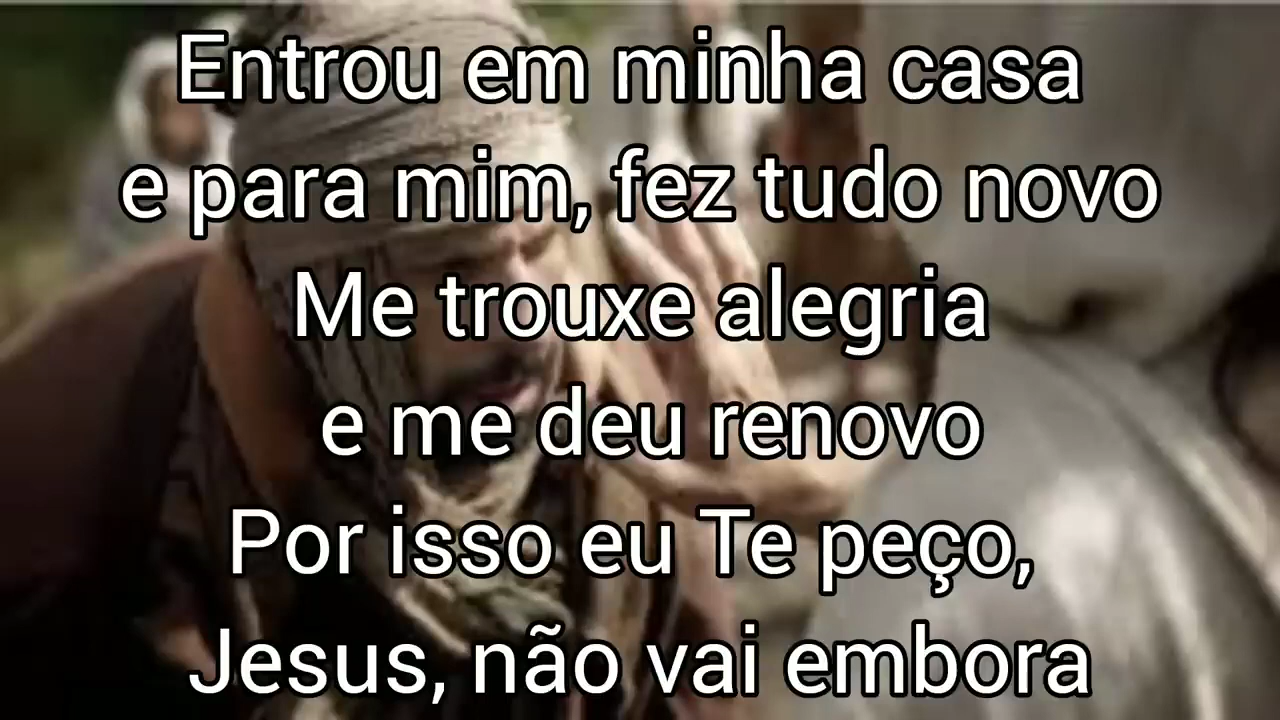 Entrou em minha casa
e para mim, fez tudo novo
Me trouxe alegria
e me deu renovo
Por isso eu Te peço,
Jesus, não vai embora